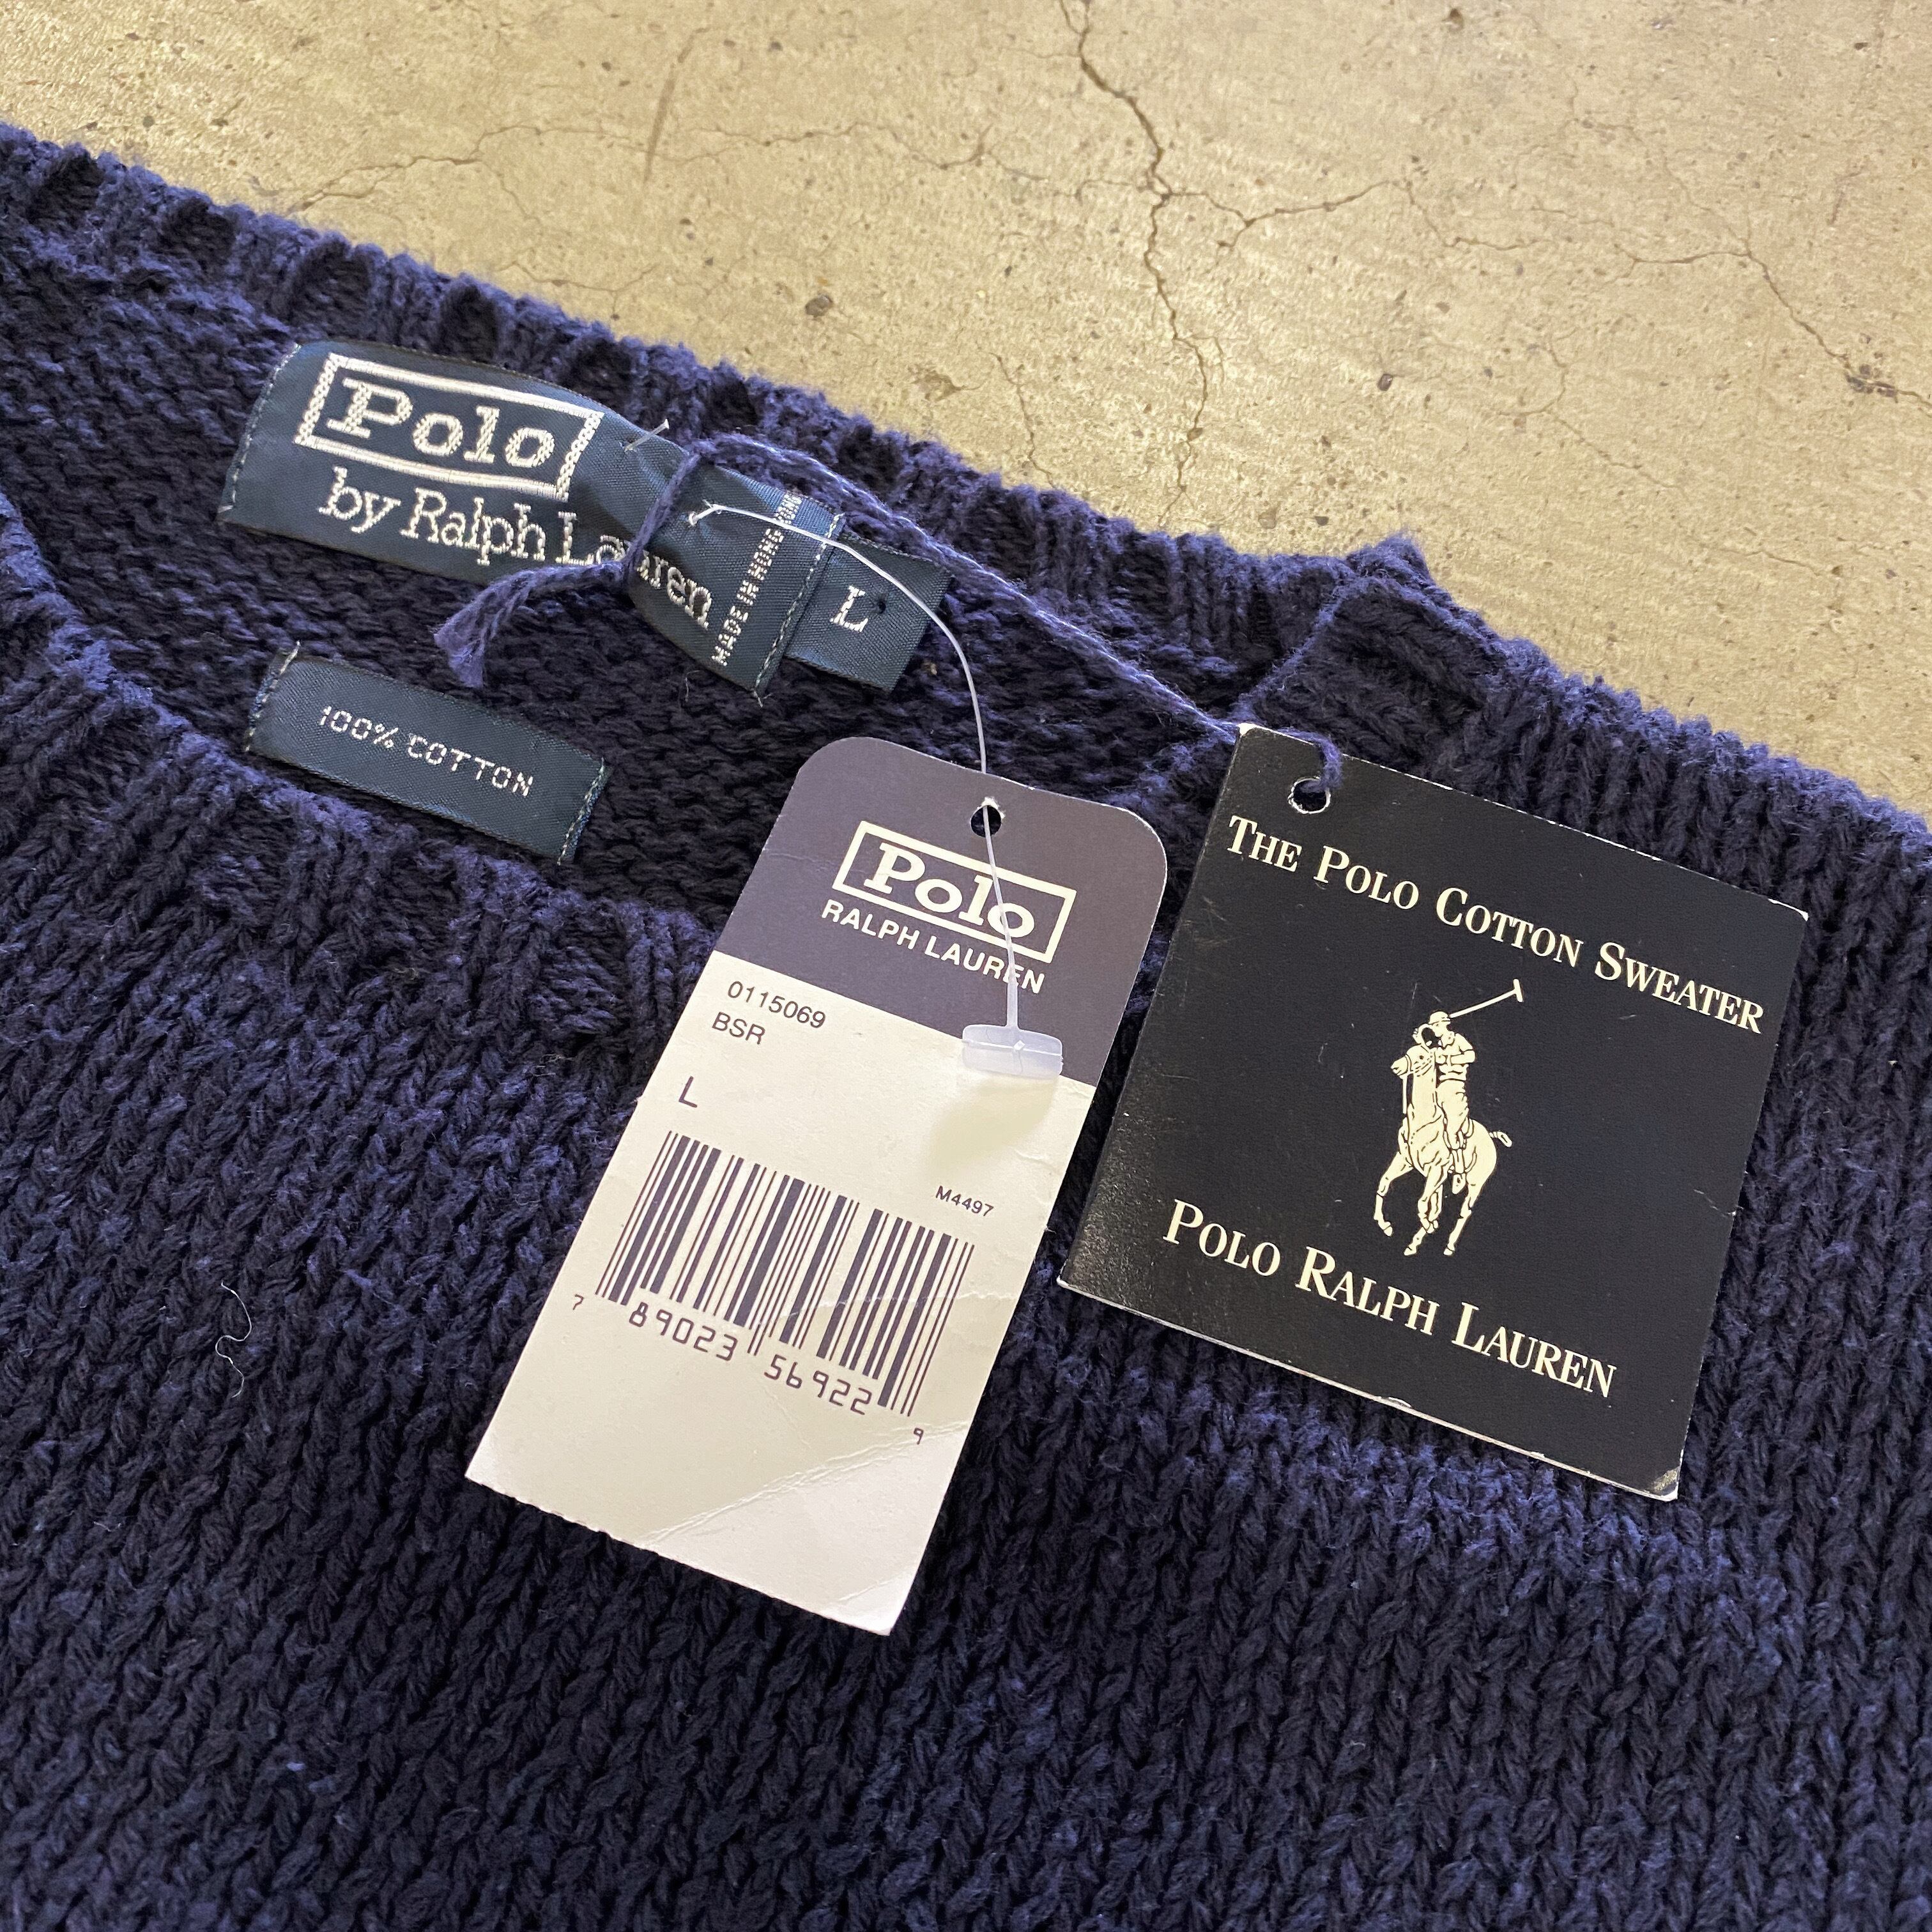 Polo
by Ralph Lauren
MADE IN HONG KONG
L
100% COTTON
Polo
RALPH LAUREN
0115069
BSR
L
M4497
7 89023 56922 9
THE POLO COTTON SWEATER
POLO RALPH LAUREN